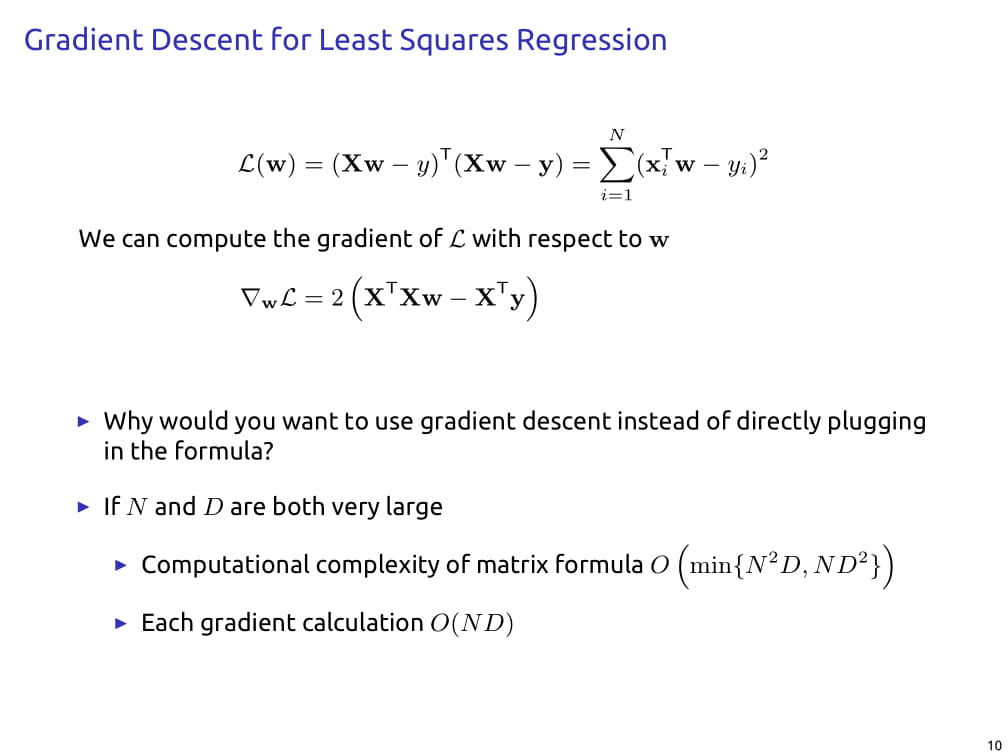 Gradient Descent for Least Squares Regression
$\mathcal{L}(\mathbf{w}) = (\mathbf{X}\mathbf{w} - y)^{\mathsf{T}}(\mathbf{X}\mathbf{w} - \mathbf{y}) = \sum_{i=1}^{N}(\mathbf{x}_i^{\mathsf{T}}\mathbf{w} - y_i)^2$
We can compute the gradient of $\mathcal{L}$ with respect to $\mathbf{w}$
$\nabla_{\mathbf{w}}\mathcal{L} = 2\left(\mathbf{X}^{\mathsf{T}}\mathbf{X}\mathbf{w} - \mathbf{X}^{\mathsf{T}}\mathbf{y}\right)$
▶ Why would you want to use gradient descent instead of directly plugging
in the formula?
▶ If $N$ and $D$ are both very large
▶ Computational complexity of matrix formula $O\left(\min\{N^2D, ND^2\}\right)$
▶ Each gradient calculation $O(ND)$
10